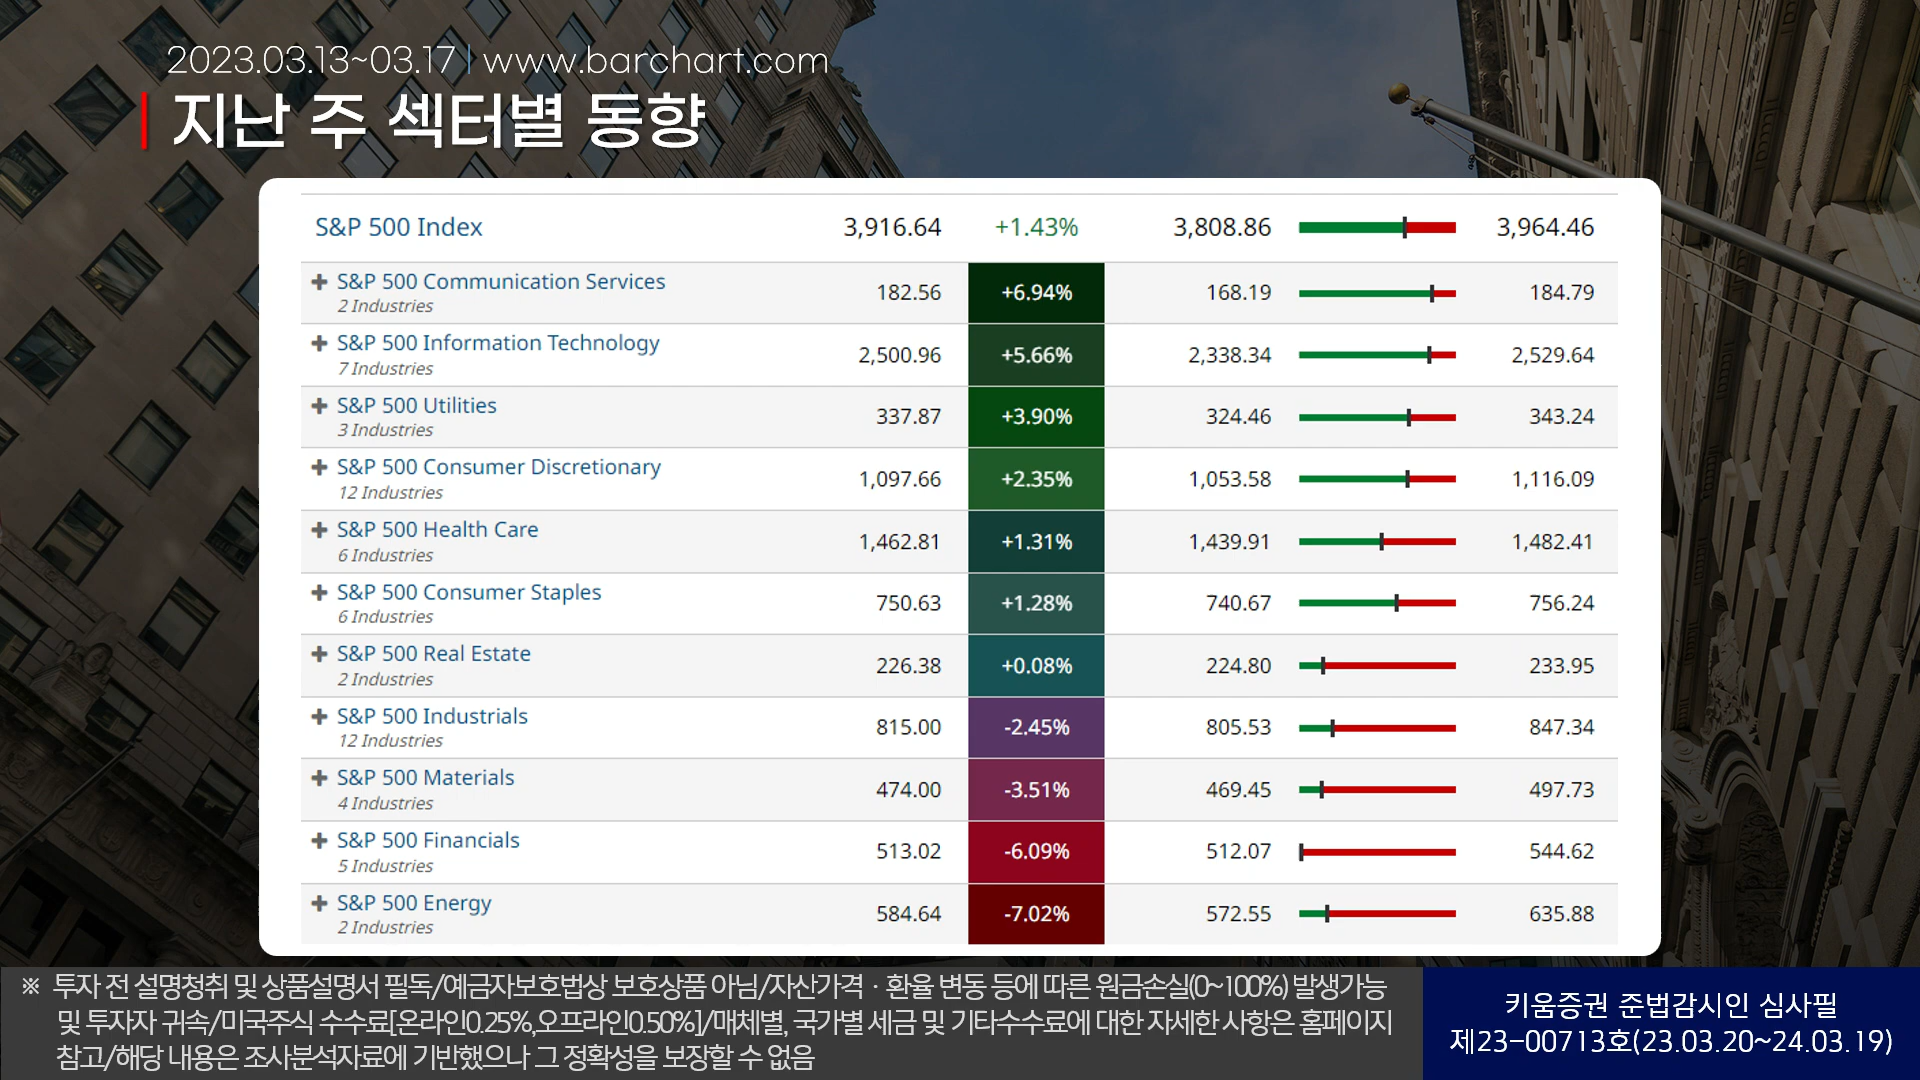 2023.03.13~03.17 | www.barchart.com
지난 주 섹터별 동향
S&P 500 Index 3,916.64 +1.43% 3,808.86 3,964.46
S&P 500 Communication Services 182.56 +6.94% 168.19 184.79
2 Industries
S&P 500 Information Technology 2,500.96 +5.66% 2,338.34 2,529.64
7 Industries
S&P 500 Utilities 337.87 +3.90% 324.46 343.24
3 Industries
S&P 500 Consumer Discretionary 1,097.66 +2.35% 1,053.58 1,116.09
12 Industries
S&P 500 Health Care 1,462.81 +1.31% 1,439.91 1,482.41
6 Industries
S&P 500 Consumer Staples 750.63 +1.28% 740.67 756.24
6 Industries
S&P 500 Real Estate 226.38 +0.08% 224.80 233.95
2 Industries
S&P 500 Industrials 815.00 -2.45% 805.53 847.34
12 Industries
S&P 500 Materials 474.00 -3.51% 469.45 497.73
4 Industries
S&P 500 Financials 513.02 -6.09% 512.07 544.62
5 Industries
S&P 500 Energy 584.64 -7.02% 572.55 635.88
2 Industries
※ 투자 전 설명청취 및 상품설명서 필독/예금자보호법상 보호상품 아님/자산가격 · 환율 변동 등에 따른 원금손실(0~100%) 발생가능
및 투자자 귀속/미국주식 수수료[온라인0.25%,오프라인0.50%]/매체별, 국가별 세금 및 기타수수료에 대한 자세한 사항은 홈페이지
참고/해당 내용은 조사분석자료에 기반했으나 그 정확성을 보장할 수 없음
키움증권 준법감시인 심사필
제23-00713호(23.03.20~24.03.19)